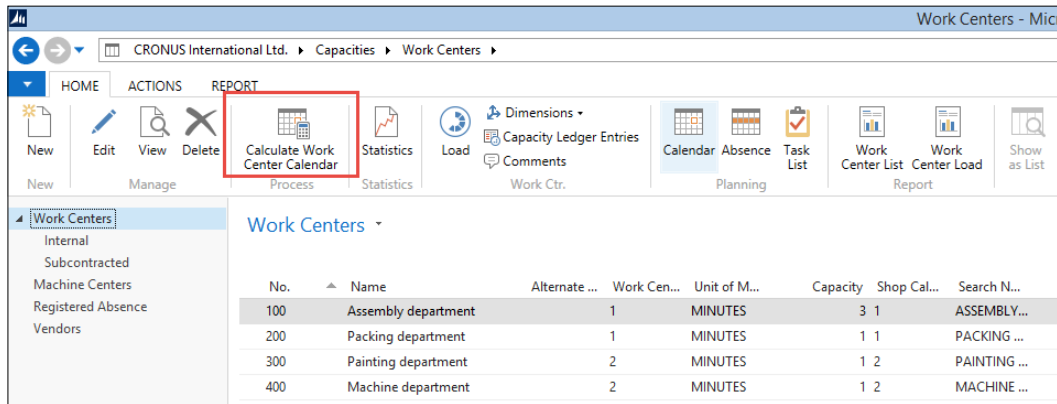 Work Centers - Mic
CRONUS International Ltd. Capacities Work Centers
HOME ACTIONS REPORT
New
Edit
View
Delete
Calculate Work
Center Calendar
Statistics
Load
Dimensions
Capacity Ledger Entries
Comments
Calendar
Absence
Task
List
Work
Center List
Work
Center Load
Show
as List
New Manage Process Statistics Work Ctr. Planning Report
Work Centers
Internal
Subcontracted
Machine Centers
Registered Absence
Vendors
Work Centers
No. Name Alternate ... Work Cen... Unit of M... Capacity Shop Cal... Search N...
100 Assembly department 1 MINUTES 3 1 ASSEMBLY...
200 Packing department 1 MINUTES 1 1 PACKING ...
300 Painting department 2 MINUTES 1 2 PAINTING ...
400 Machine department 2 MINUTES 1 2 MACHINE ...